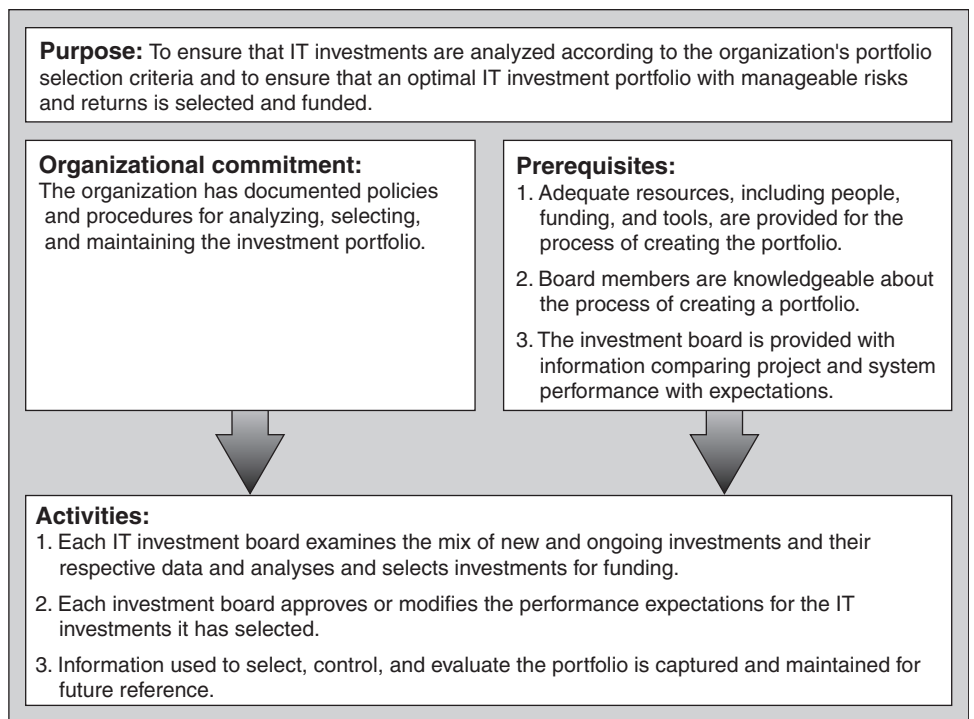 Purpose: To ensure that IT investments are analyzed according to the organization's portfolio
selection criteria and to ensure that an optimal IT investment portfolio with manageable risks
and returns is selected and funded.
Organizational commitment:
The organization has documented policies
and procedures for analyzing, selecting,
and maintaining the investment portfolio.
Prerequisites:
1. Adequate resources, including people,
funding, and tools, are provided for the
process of creating the portfolio.
2. Board members are knowledgeable about
the process of creating a portfolio.
3. The investment board is provided with
information comparing project and system
performance with expectations.
Activities:
1. Each IT investment board examines the mix of new and ongoing investments and their
respective data and analyses and selects investments for funding.
2. Each investment board approves or modifies the performance expectations for the IT
investments it has selected.
3. Information used to select, control, and evaluate the portfolio is captured and maintained for
future reference.